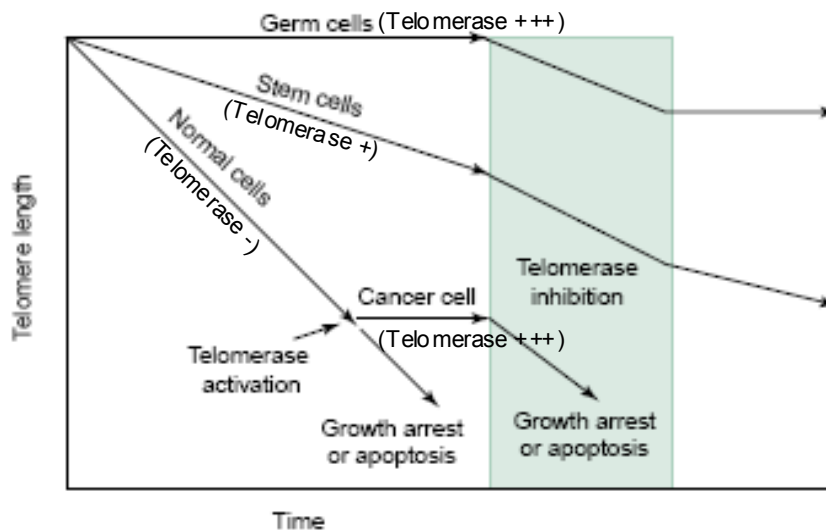 Germ cells (Telomerase +++)
Stem cells
(Telomerase +)
Normal cells
(Telomerase -)
Telomere length
Telomerase
inhibition
Cancer cell
(Telomerase +++)
Telomerase
activation
Growth arrest
or apoptosis
Growth arrest
or apoptosis
Time